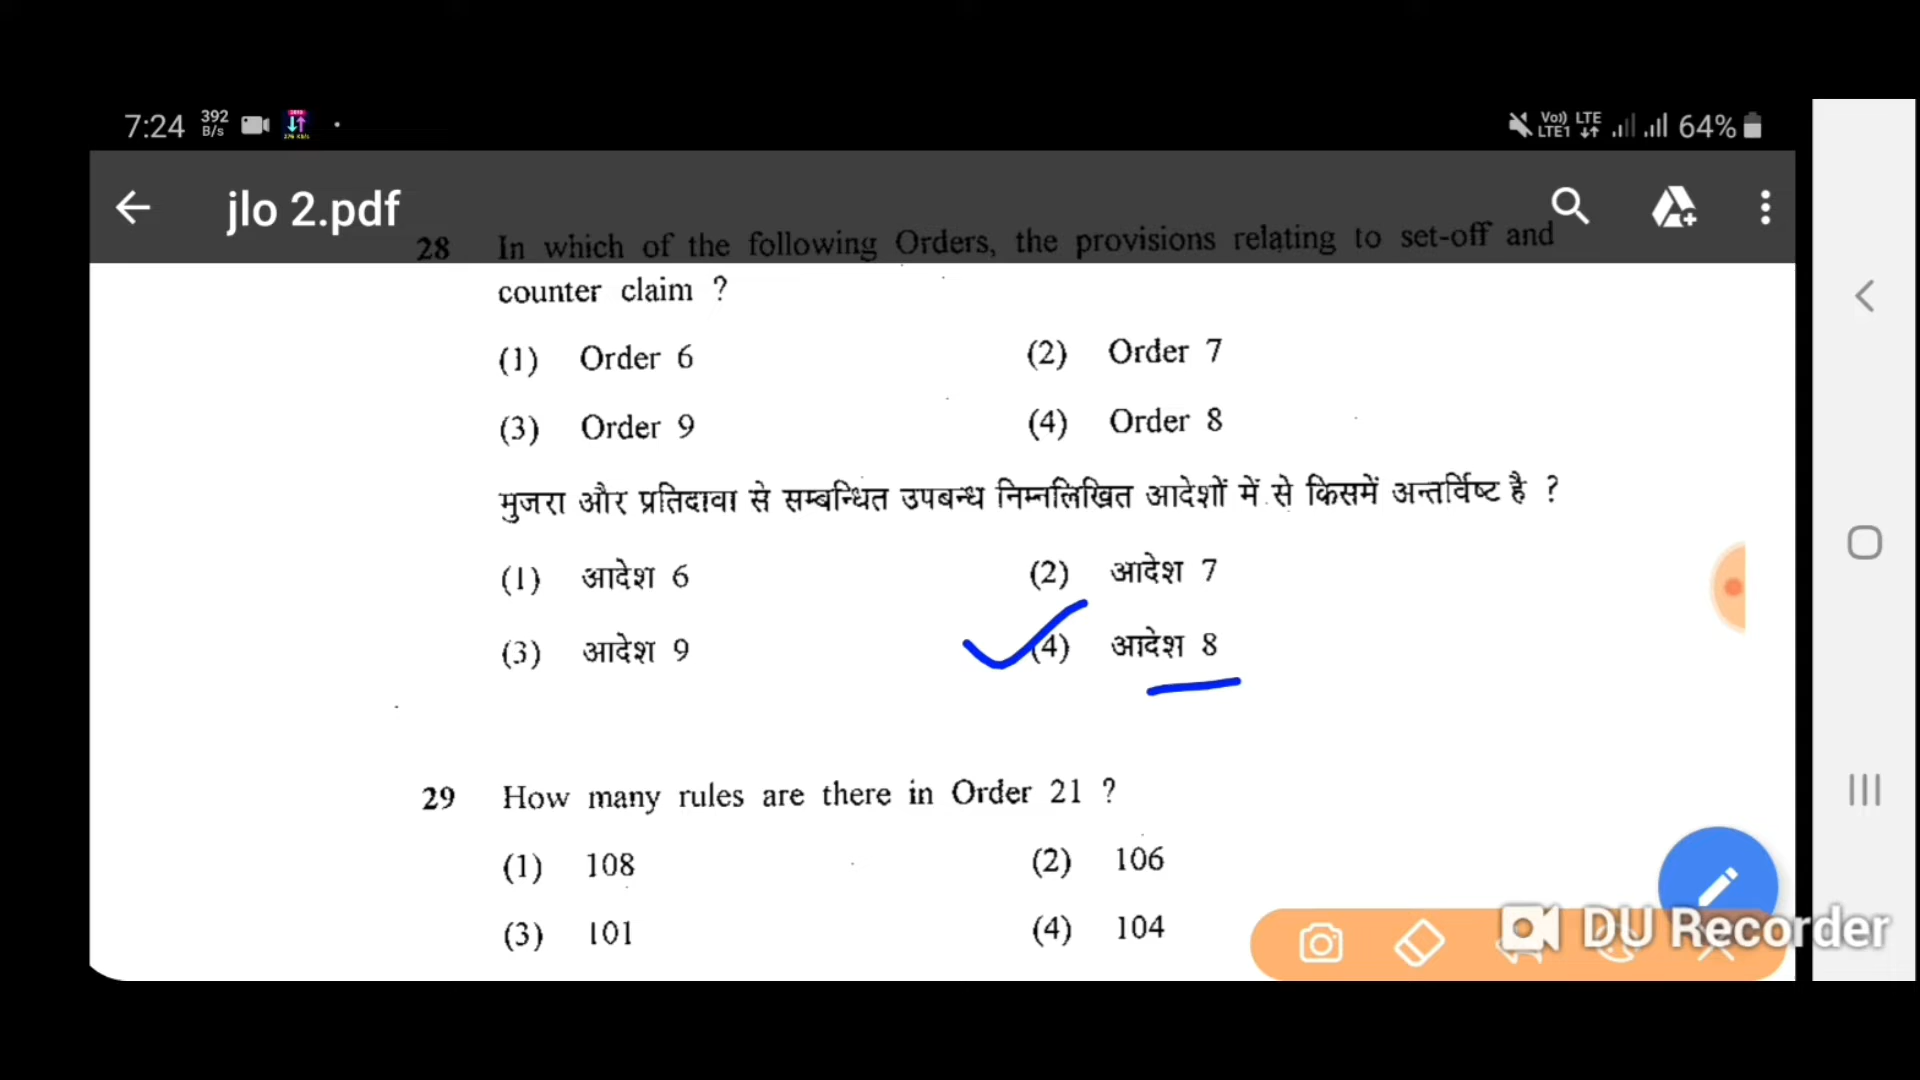 7:24 392 B/s Vo)) LTE LTE1 64%
jlo 2.pdf
28 In which of the following Orders, the provisions relating to set-off and
counter claim ?
(1) Order 6 (2) Order 7
(3) Order 9 (4) Order 8
मुजरा और प्रतिदावा से सम्बन्धित उपबन्ध निम्नलिखित आदेशों में से किसमें अन्तर्विष्ट है ?
(1) आदेश 6 (2) आदेश 7
(3) आदेश 9 (4) आदेश 8
29 How many rules are there in Order 21 ?
(1) 108 (2) 106
(3) 101 (4) 104
DU Recorder